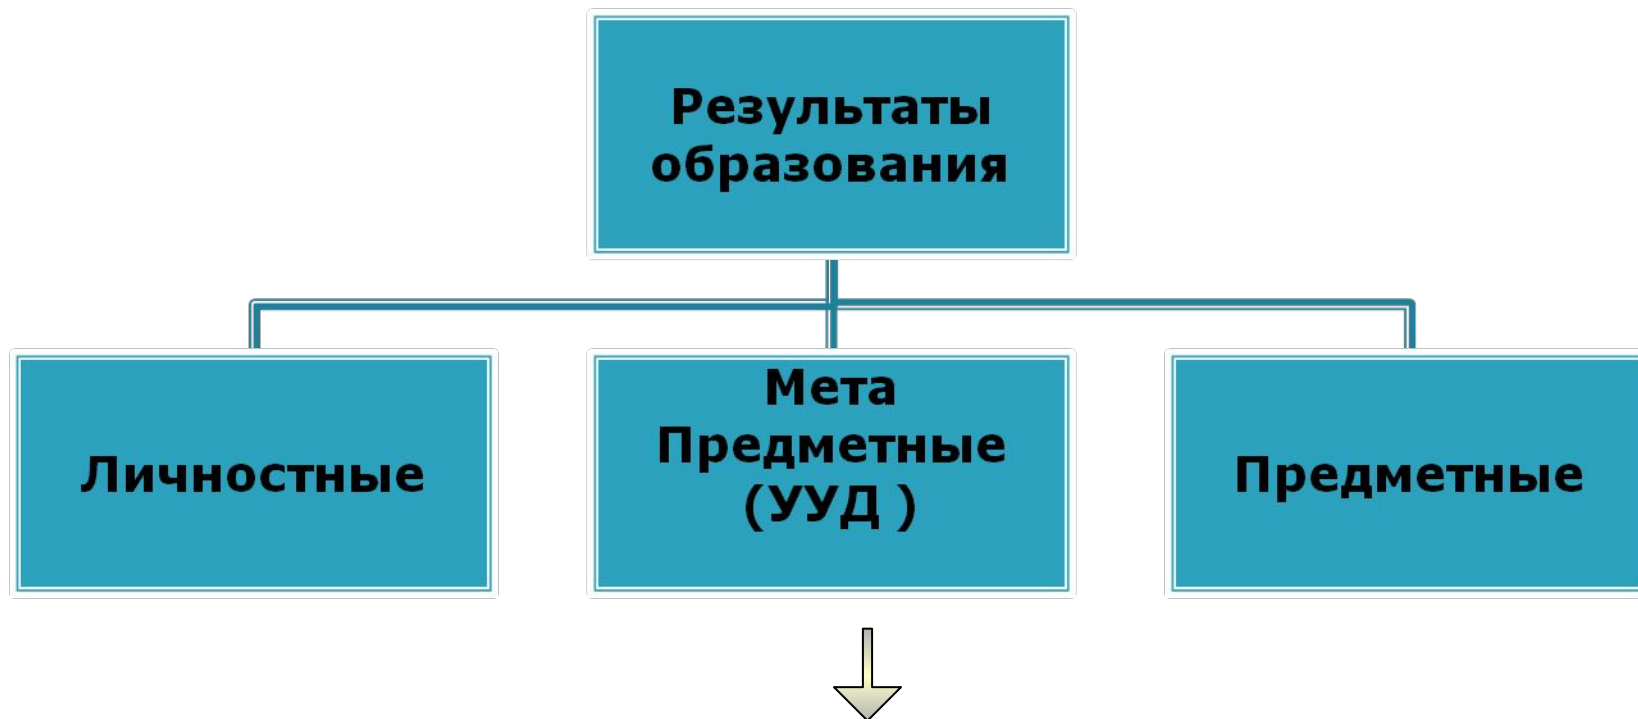 Результаты
образования
Личностные
Мета
Предметные
(УУД )
Предметные